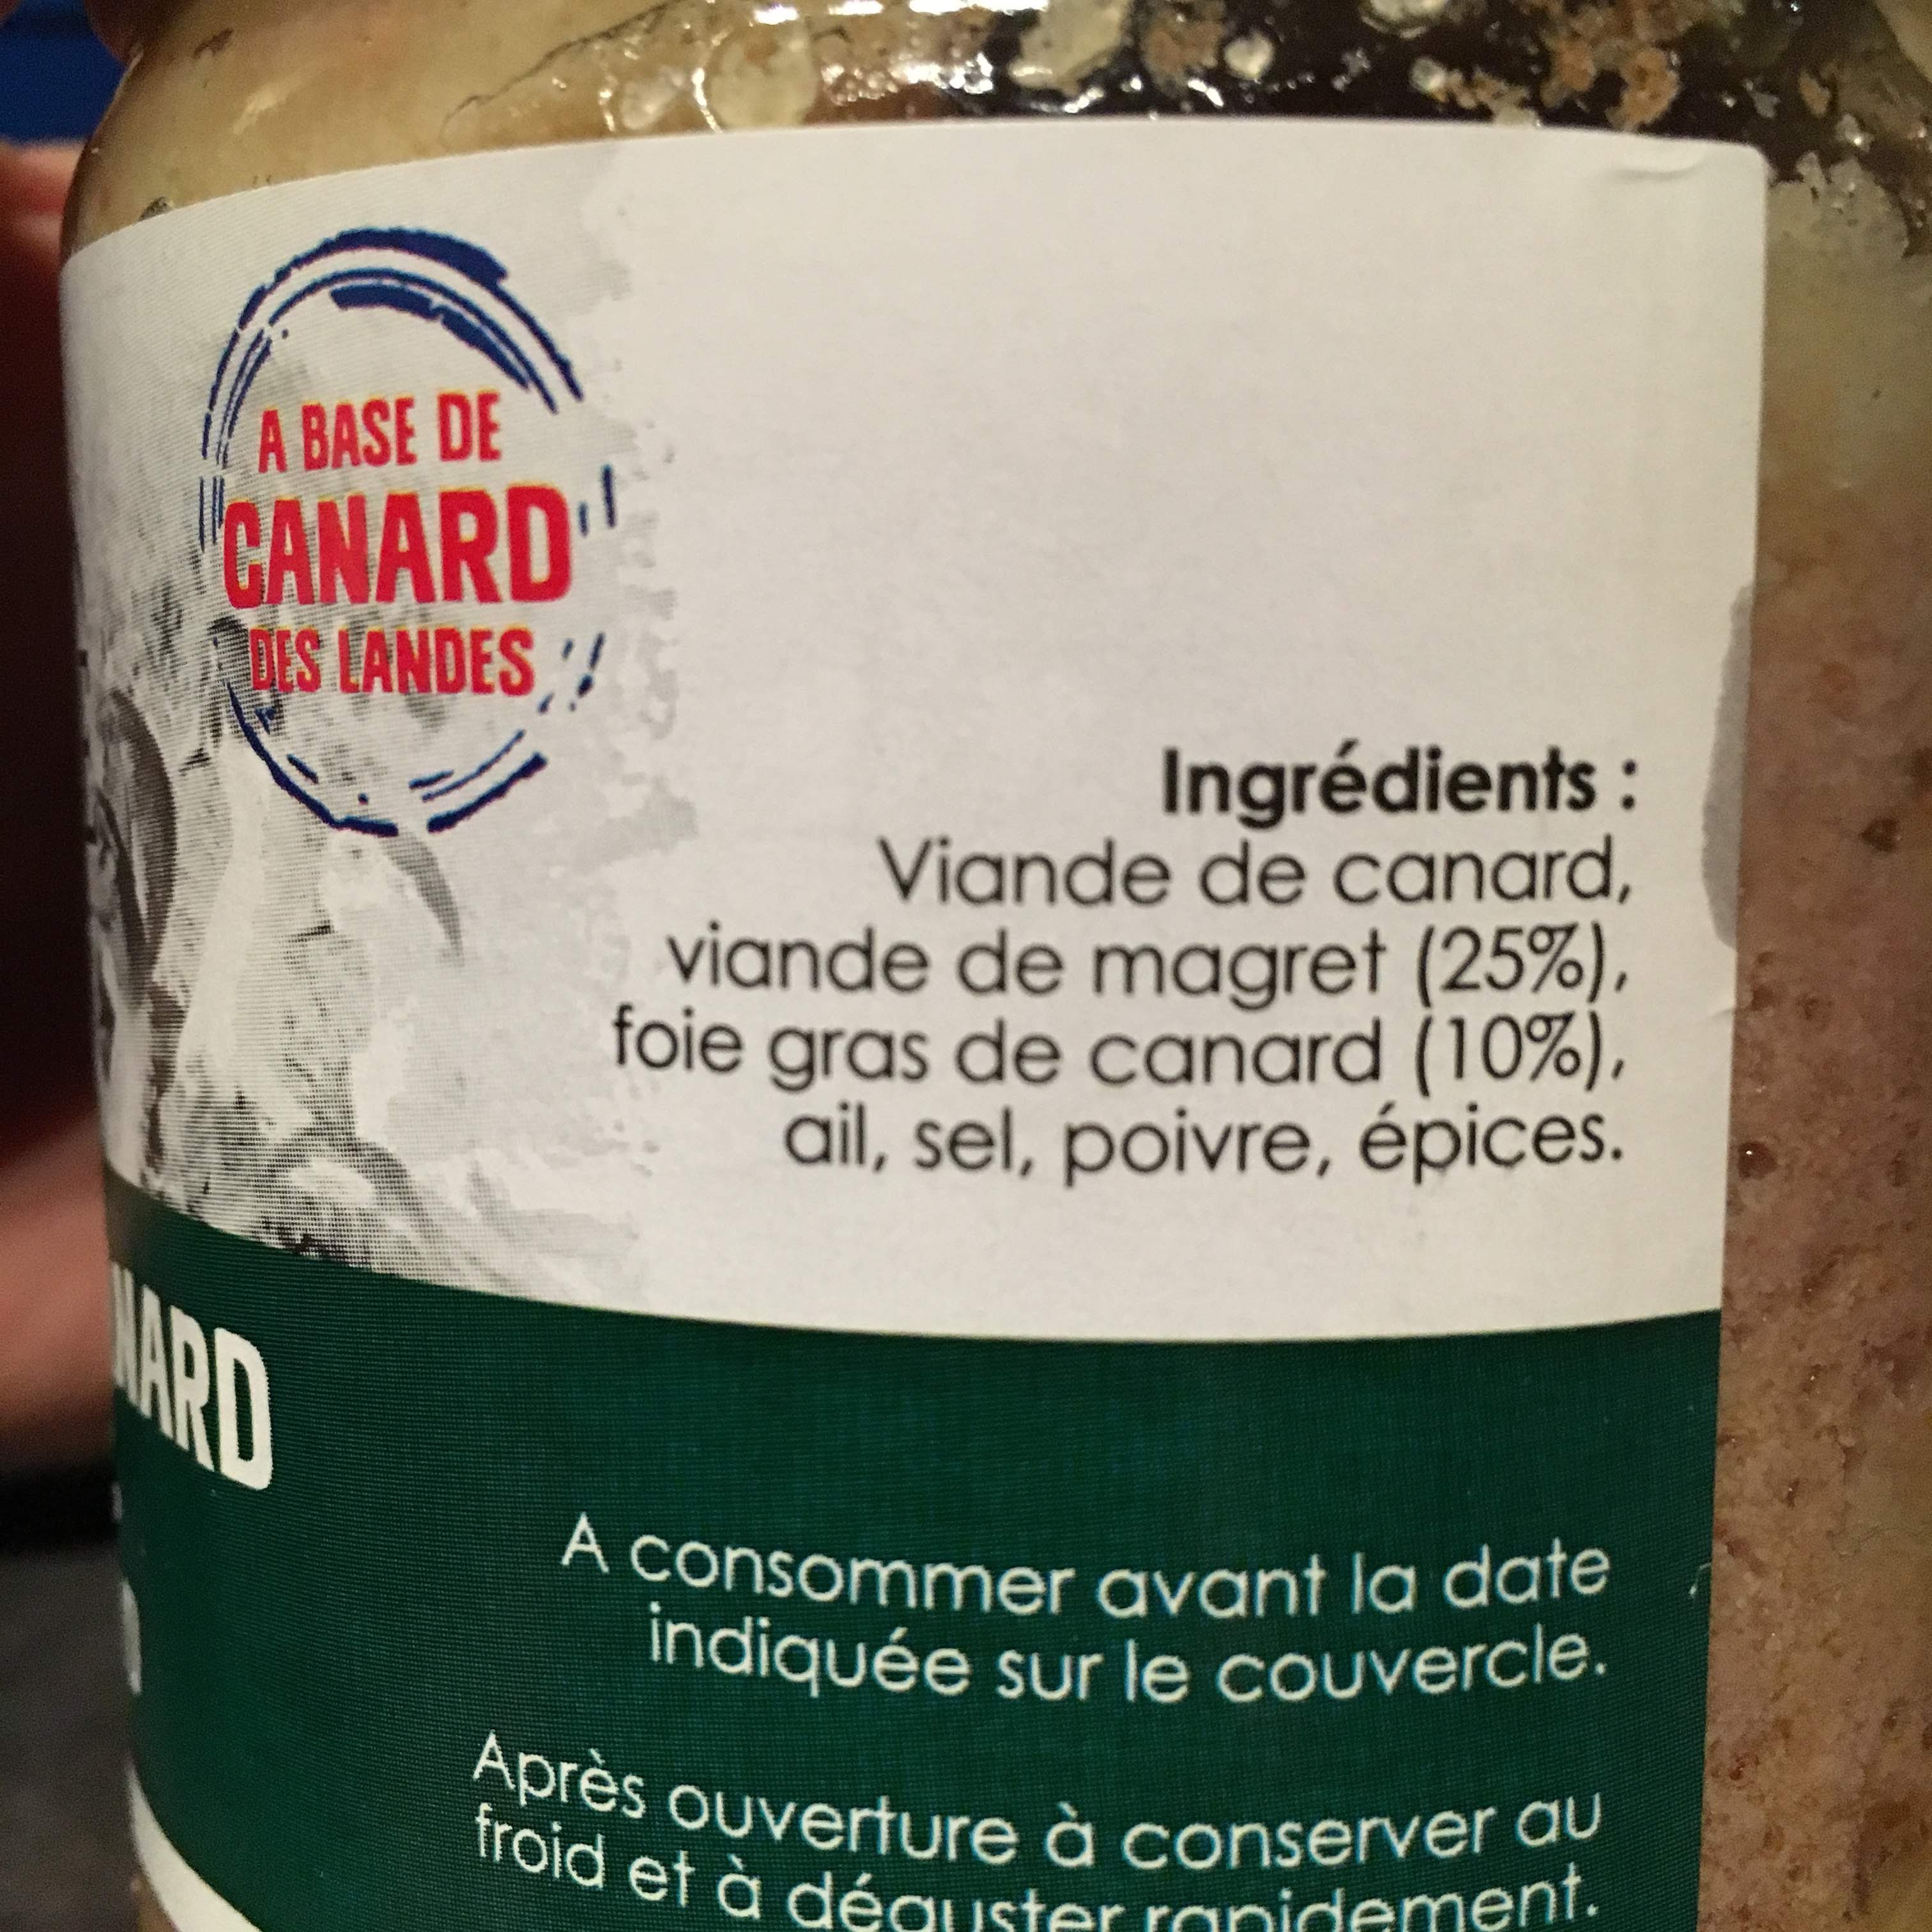 A BASE DE
CANARD
DES LANDES
Ingrédients :
Viande de canard,
viande de magret (25%),
foie gras de canard (10%),
ail, sel, poivre, épices.
NARD
A consommer avant la date
indiquée sur le couvercle.
Après ouverture à conserver au
froid et à déguster rapidement.